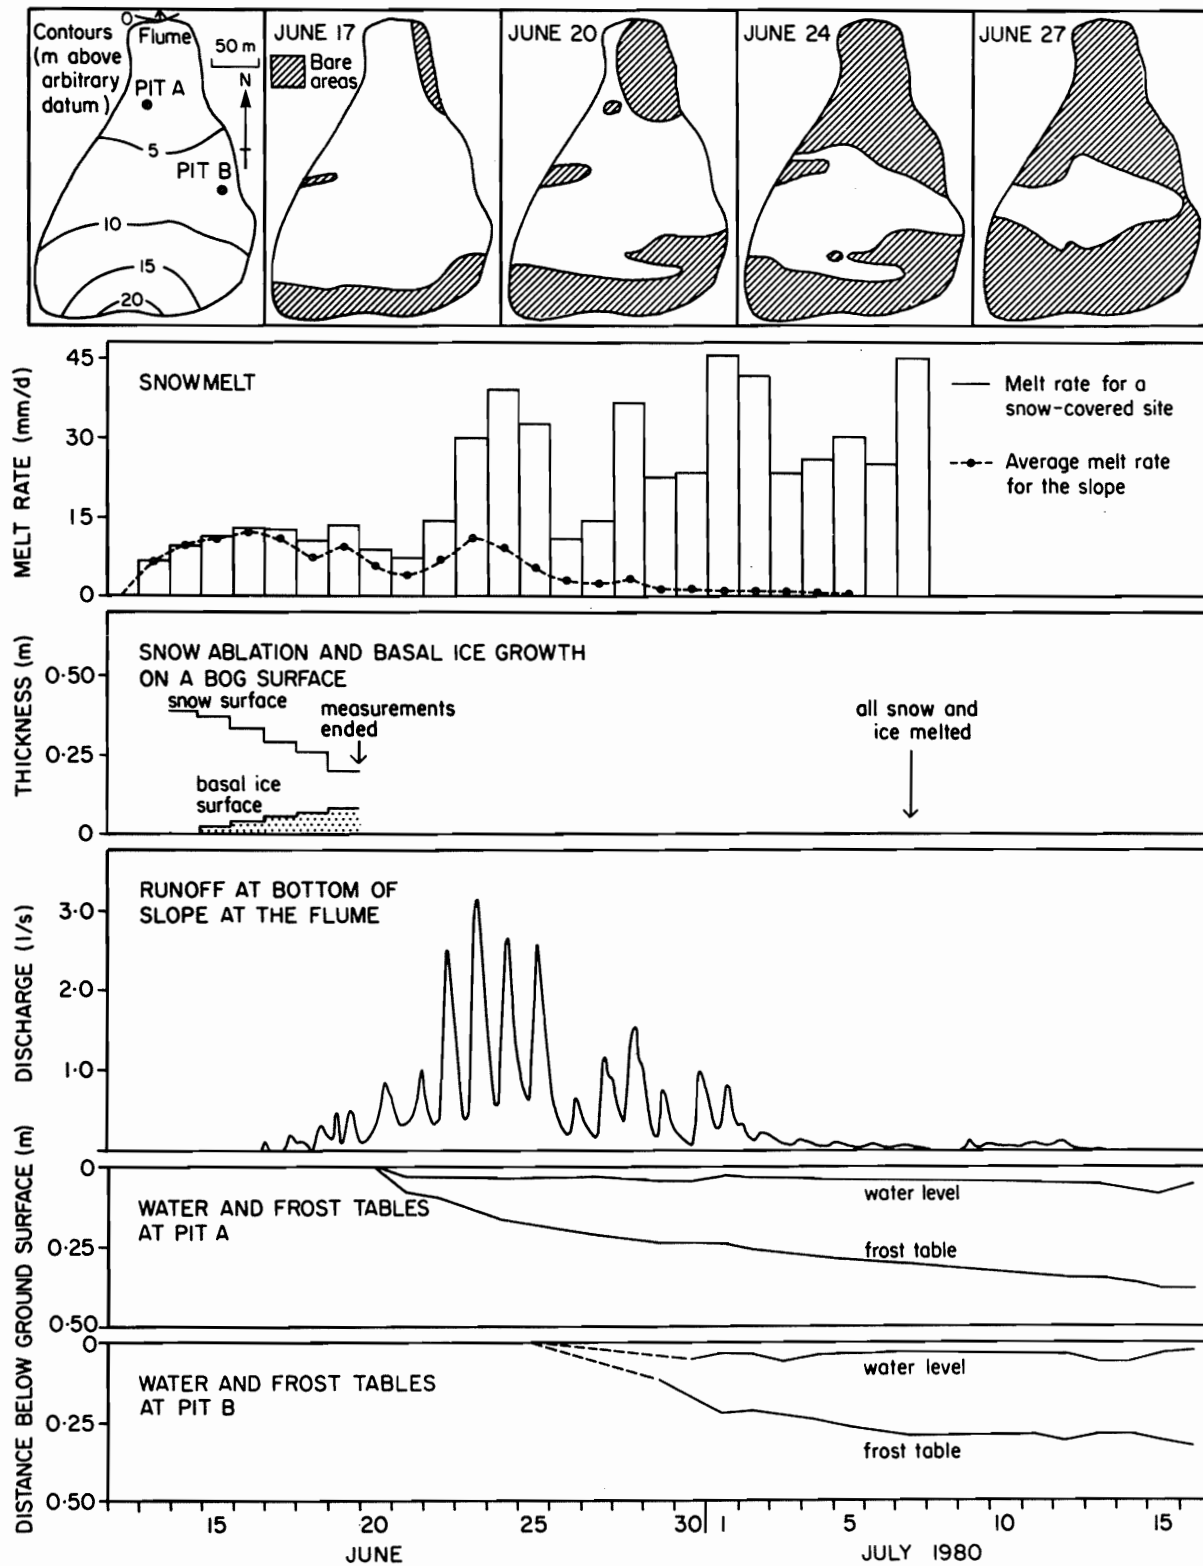 Contours
(m above
arbitrary
datum)
0
Flume
50 m
N
PIT A
5
PIT B
10
15
20
JUNE 17
Bare
areas
JUNE 20
JUNE 24
JUNE 27
MELT RATE (mm/d)
45
30
15
0
SNOWMELT
Melt rate for a
snow-covered site
Average melt rate
for the slope
THICKNESS (m)
0·50
0·25
0
SNOW ABLATION AND BASAL ICE GROWTH
ON A BOG SURFACE
snow surface
measurements
ended
basal ice
surface
all snow and
ice melted
DISCHARGE (l/s)
3·0
2·0
1·0
RUNOFF AT BOTTOM OF
SLOPE AT THE FLUME
DISTANCE BELOW GROUND SURFACE (m)
0
0·25
0·50
WATER AND FROST TABLES
AT PIT A
water level
frost table
0
0·25
0·50
WATER AND FROST TABLES
AT PIT B
water level
frost table
15 20 25 30 1 5 10 15
JUNE JULY 1980